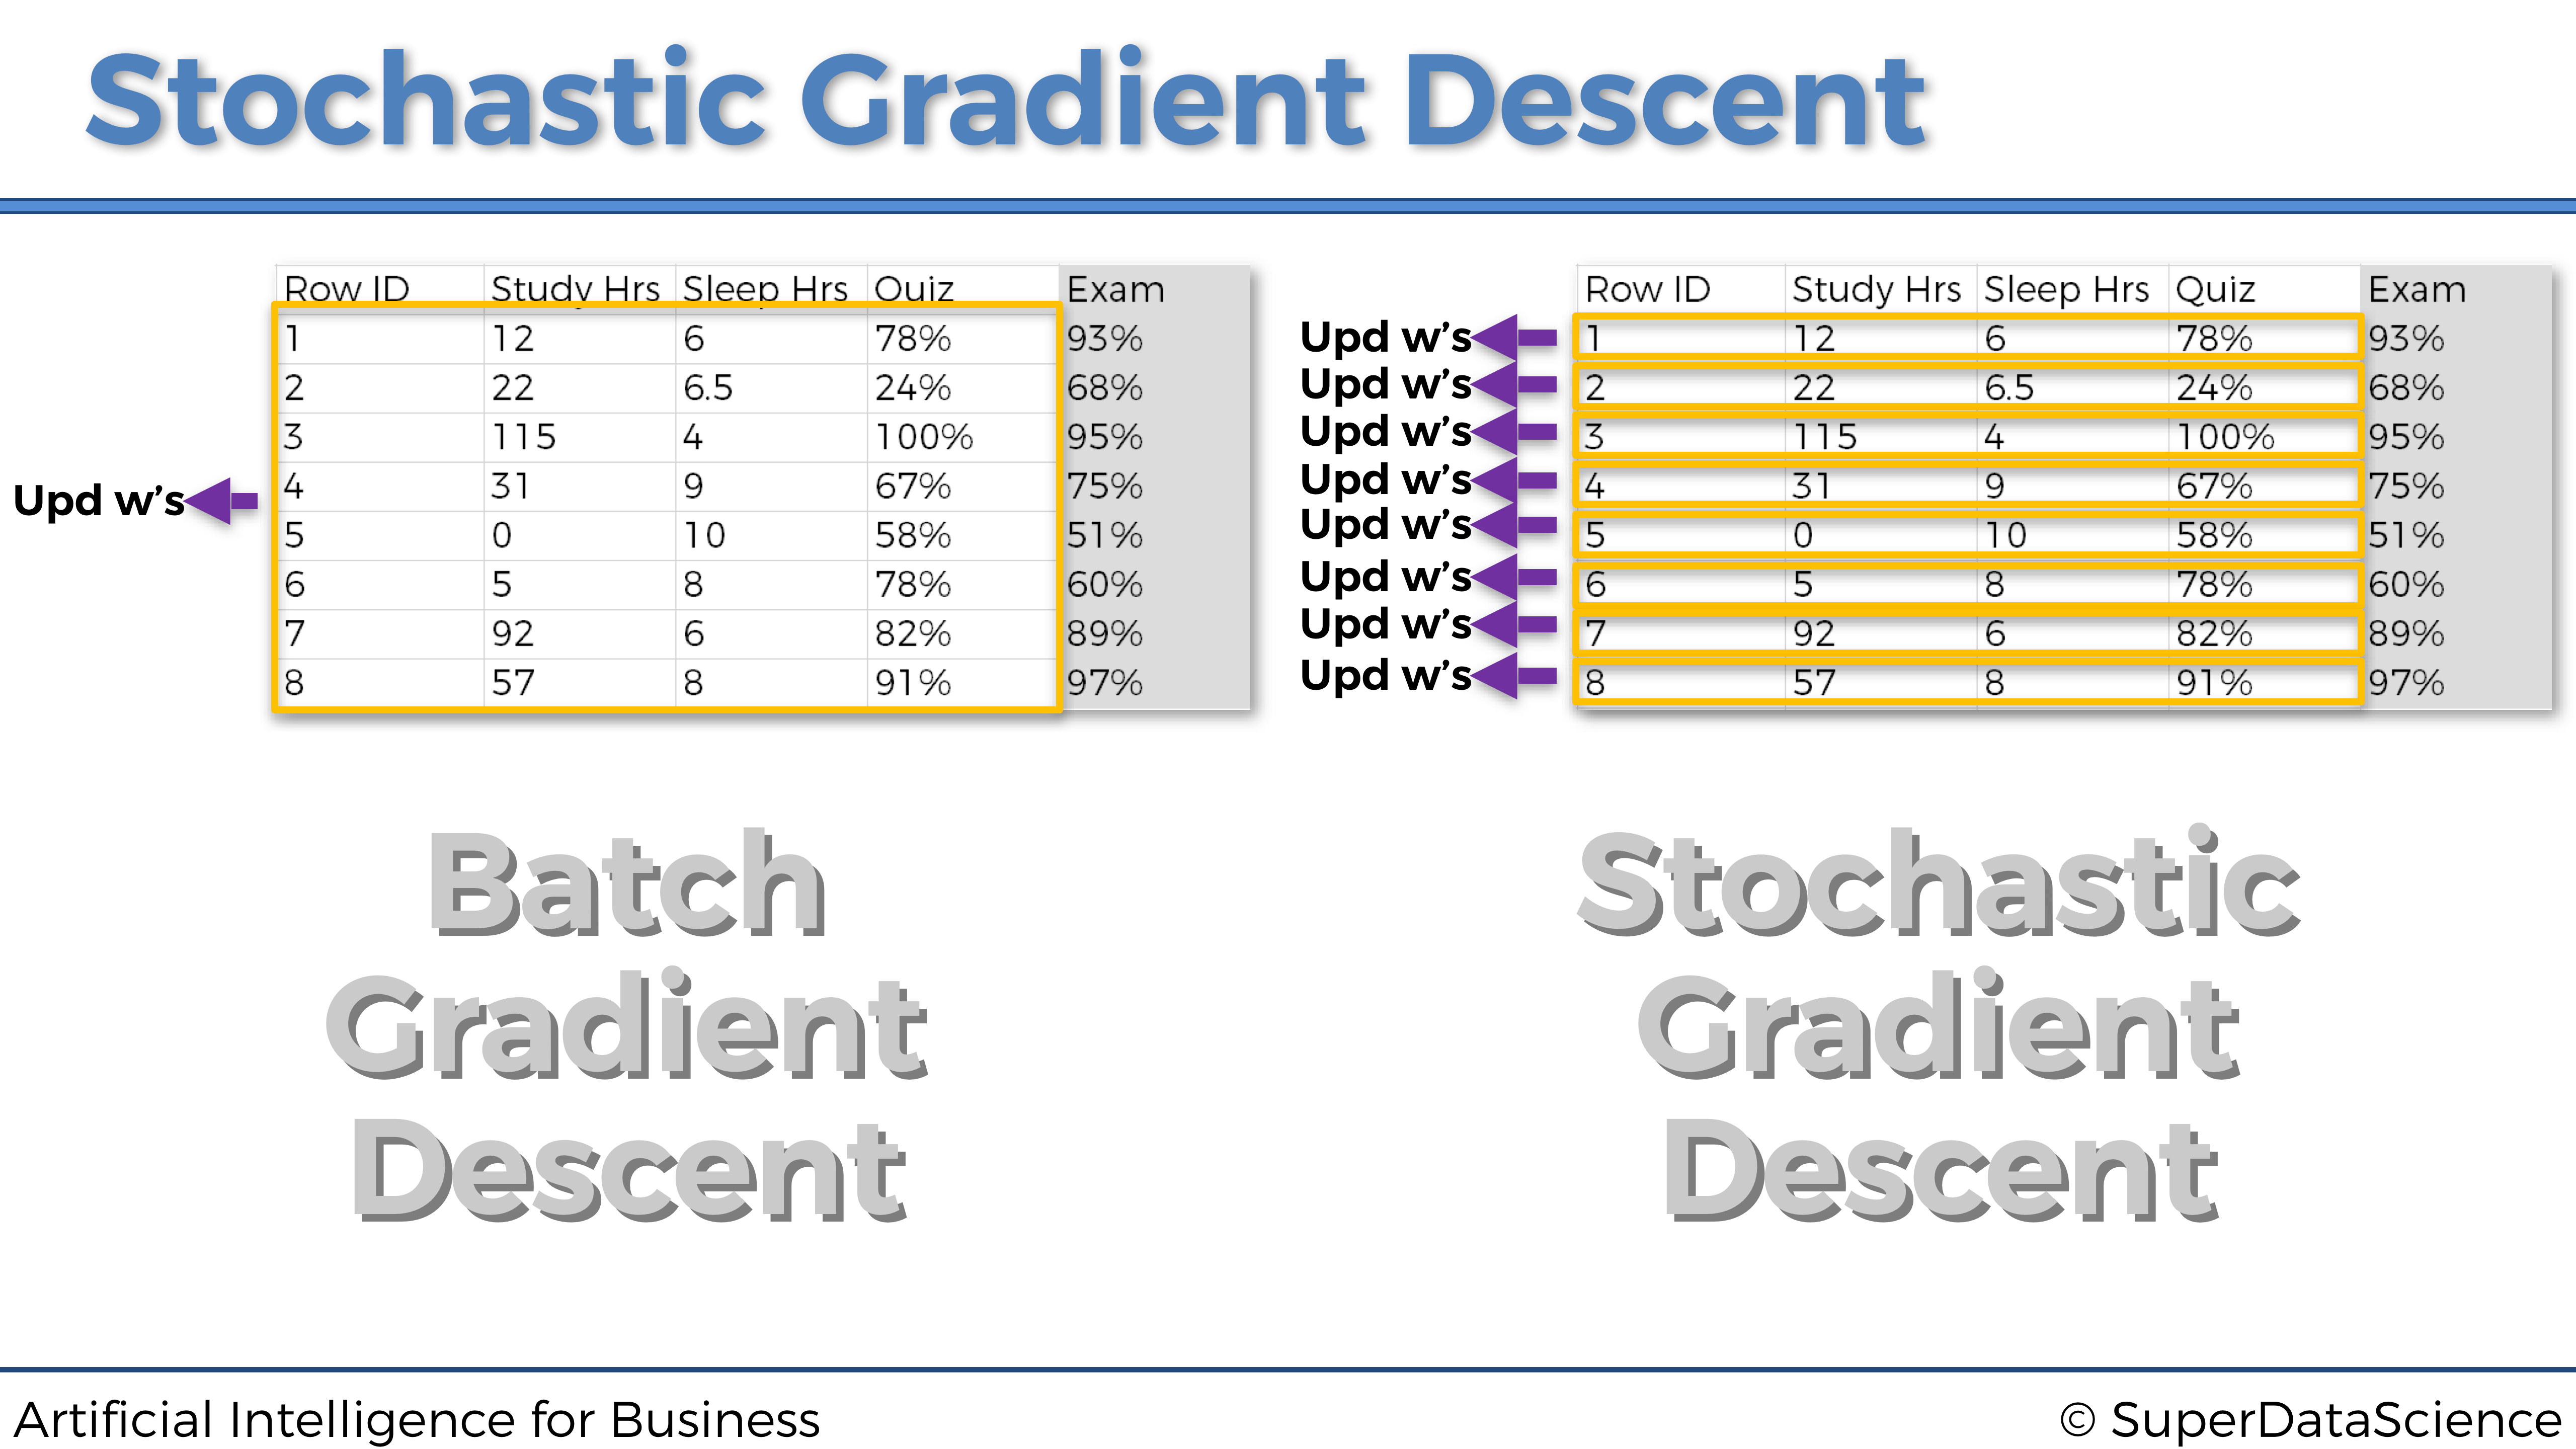 Stochastic Gradient Descent
Row ID Study Hrs Sleep Hrs Quiz Exam
1 12 6 78% 93%
2 22 6.5 24% 68%
3 115 4 100% 95%
4 31 9 67% 75%
5 0 10 58% 51%
6 5 8 78% 60%
7 92 6 82% 89%
8 57 8 91% 97%
Upd w's
Row ID Study Hrs Sleep Hrs Quiz Exam
Upd w's 1 12 6 78% 93%
Upd w's 2 22 6.5 24% 68%
Upd w's 3 115 4 100% 95%
Upd w's 4 31 9 67% 75%
Upd w's 5 0 10 58% 51%
Upd w's 6 5 8 78% 60%
Upd w's 7 92 6 82% 89%
Upd w's 8 57 8 91% 97%
Batch
Gradient
Descent
Stochastic
Gradient
Descent
Artificial Intelligence for Business
© SuperDataScience